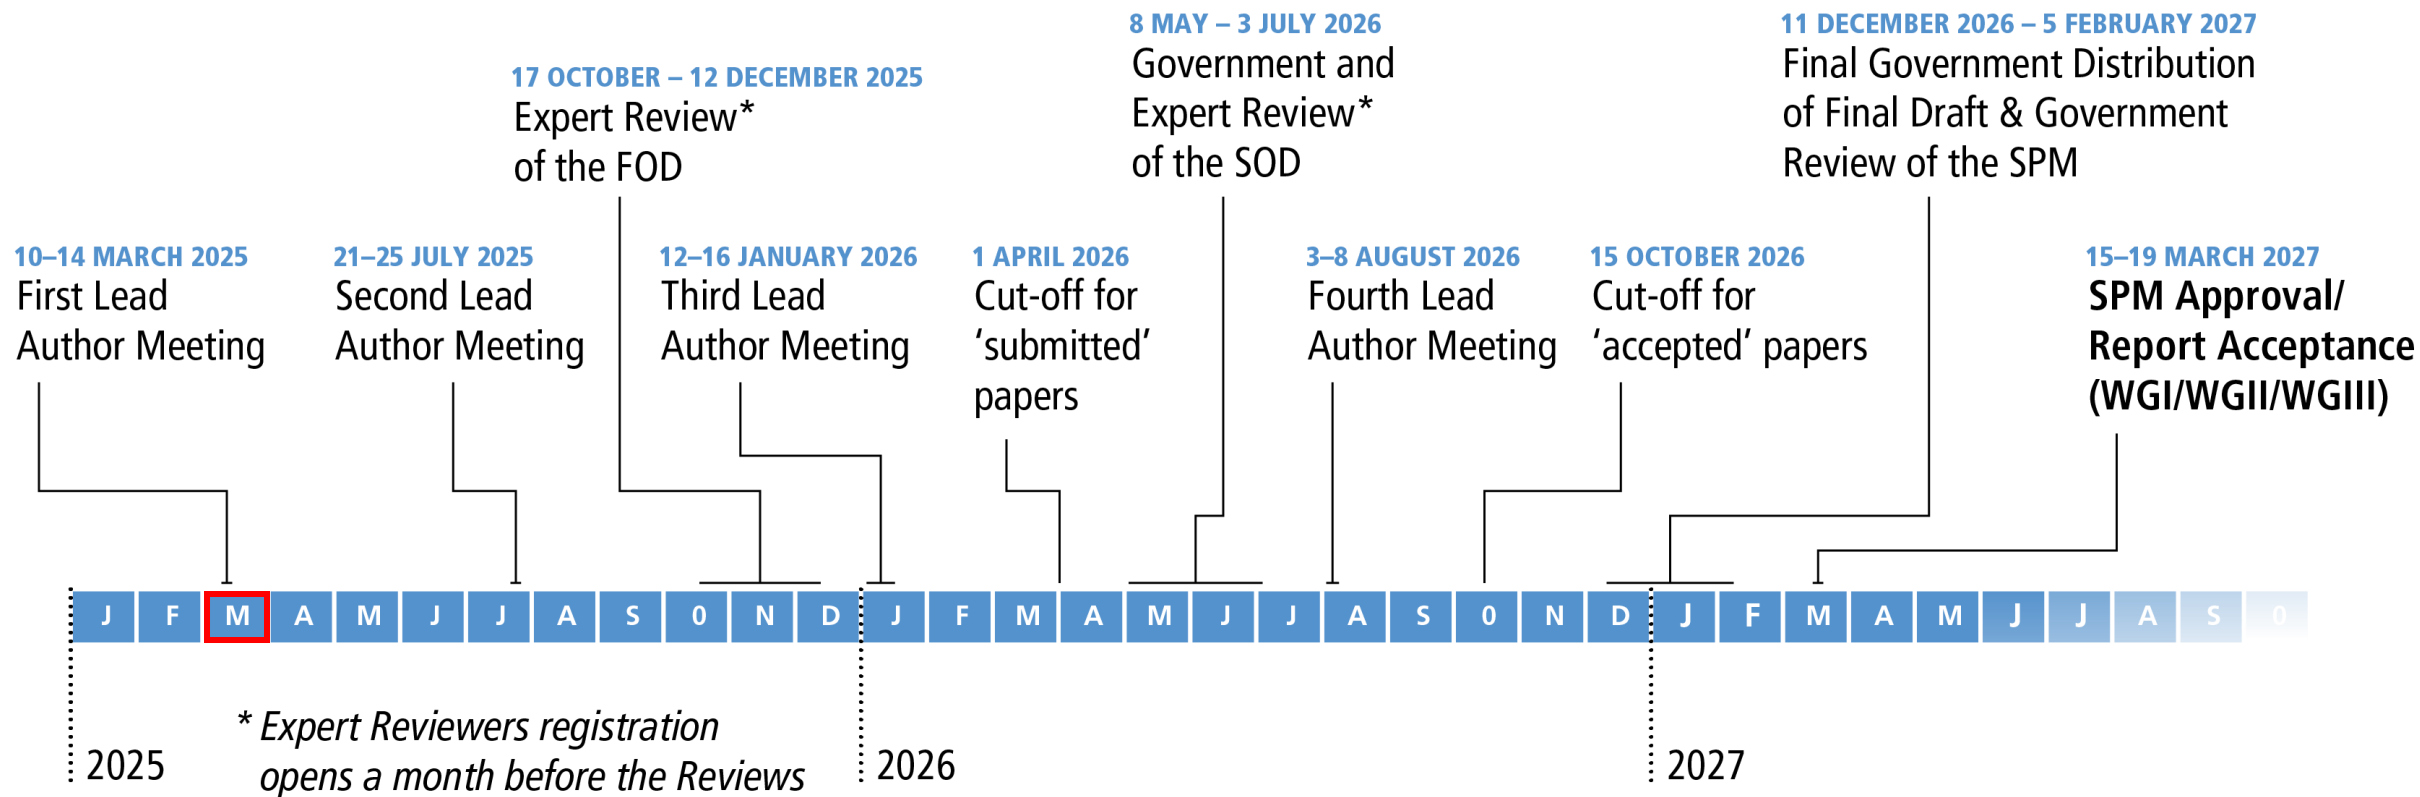 8 MAY – 3 JULY 2026
Government and
Expert Review*
of the SOD
11 DECEMBER 2026 – 5 FEBRUARY 2027
Final Government Distribution
of Final Draft & Government
Review of the SPM
17 OCTOBER – 12 DECEMBER 2025
Expert Review*
of the FOD
10–14 MARCH 2025
First Lead
Author Meeting
21–25 JULY 2025
Second Lead
Author Meeting
12–16 JANUARY 2026
Third Lead
Author Meeting
1 APRIL 2026
Cut-off for
‘submitted’
papers
3–8 AUGUST 2026
Fourth Lead
Author Meeting
15 OCTOBER 2026
Cut-off for
‘accepted’ papers
15–19 MARCH 2027
SPM Approval/
Report Acceptance
(WGI/WGII/WGIII)
J F M A M J J A S 0 N D J F M A M J J A S 0 N D J F M A M J J A S 0
* Expert Reviewers registration
opens a month before the Reviews
2025
2026
2027